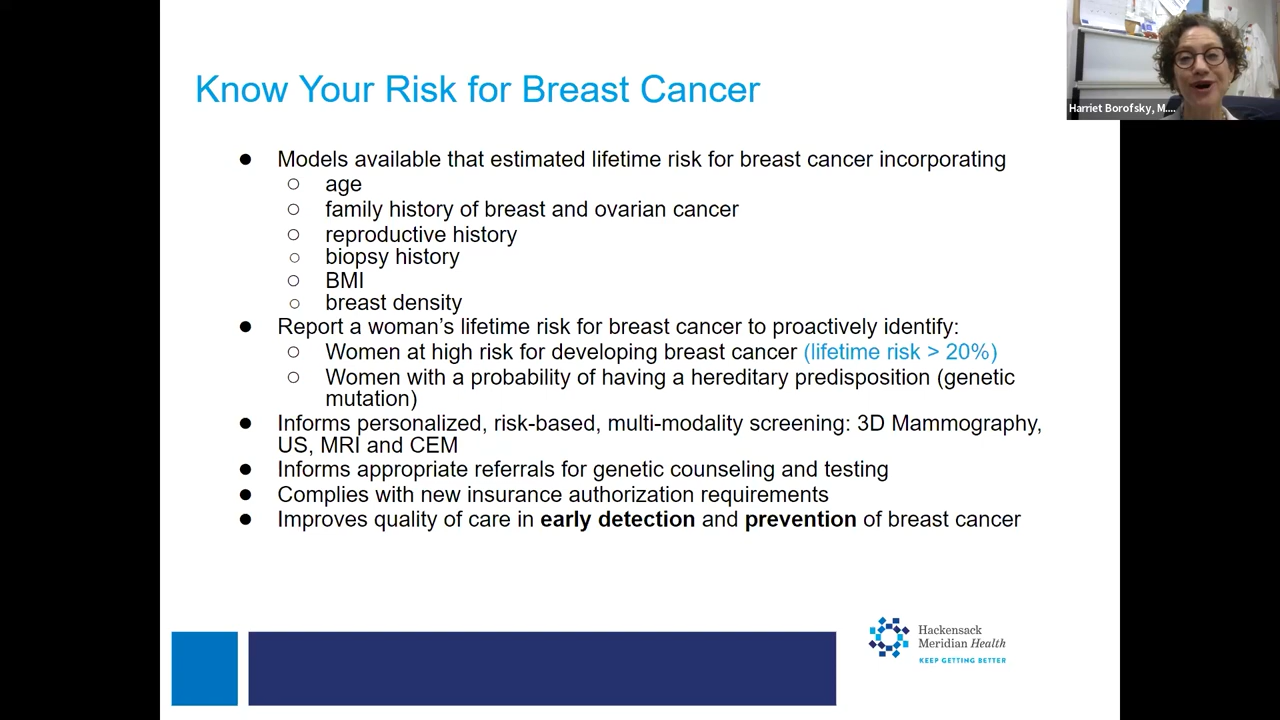 Know Your Risk for Breast Cancer
Harriet Borofsky, M....
● Models available that estimated lifetime risk for breast cancer incorporating
○ age
○ family history of breast and ovarian cancer
○ reproductive history
○ biopsy history
○ BMI
○ breast density
● Report a woman's lifetime risk for breast cancer to proactively identify:
○ Women at high risk for developing breast cancer (lifetime risk > 20%)
○ Women with a probability of having a hereditary predisposition (genetic
mutation)
● Informs personalized, risk-based, multi-modality screening: 3D Mammography,
US, MRI and CEM
● Informs appropriate referrals for genetic counseling and testing
● Complies with new insurance authorization requirements
● Improves quality of care in early detection and prevention of breast cancer
Hackensack
Meridian Health
KEEP GETTING BETTER